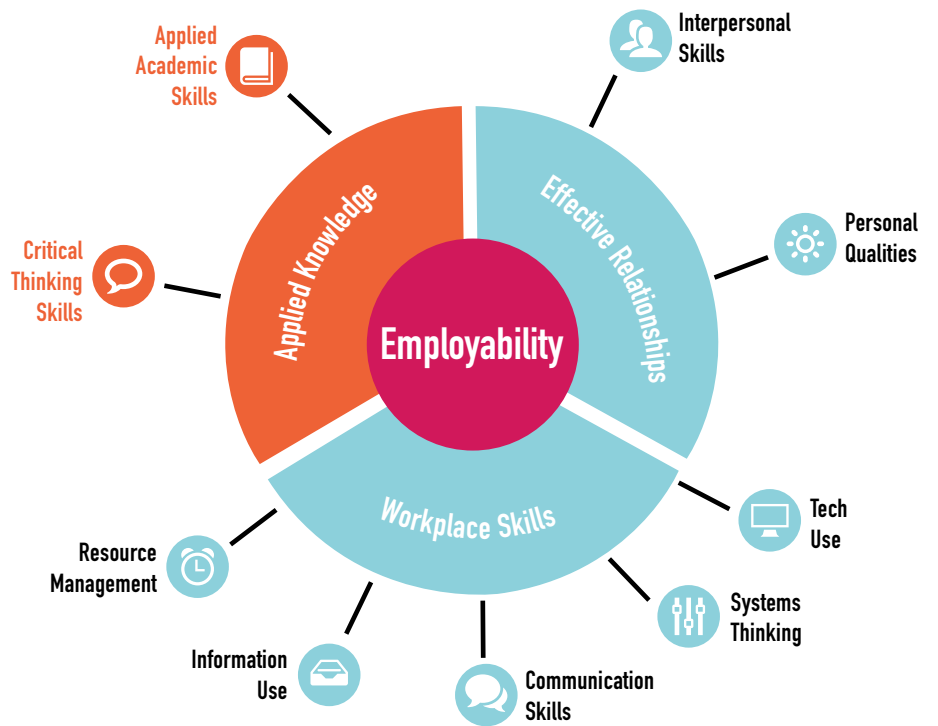 Applied
Academic
Skills
Interpersonal
Skills
Critical
Thinking
Skills
Applied Knowledge
Effective Relationships
Personal
Qualities
Employability
Workplace Skills
Resource
Management
Tech
Use
Information
Use
Systems
Thinking
Communication
Skills